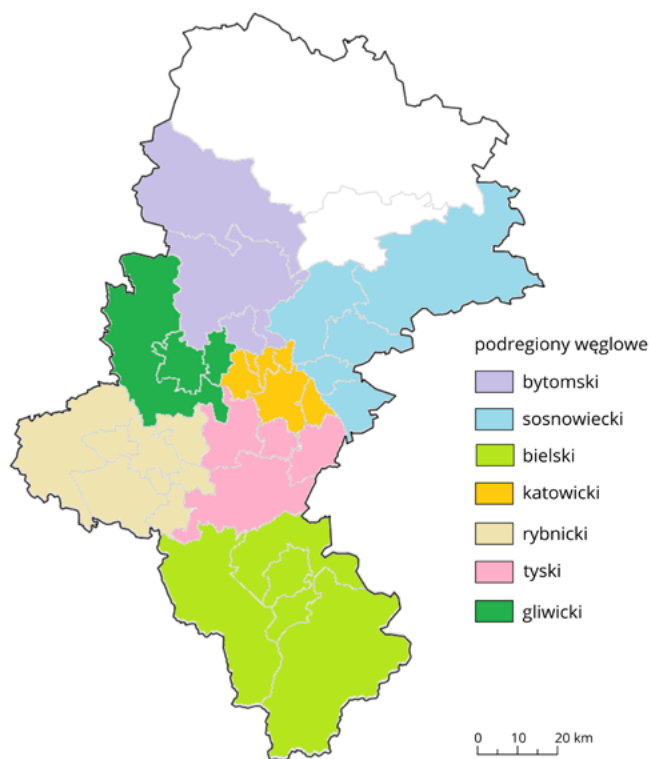 podregiony węglowe
bytomski
sosnowiecki
bielski
katowicki
rybnicki
tyski
gliwicki
0 10 20 km